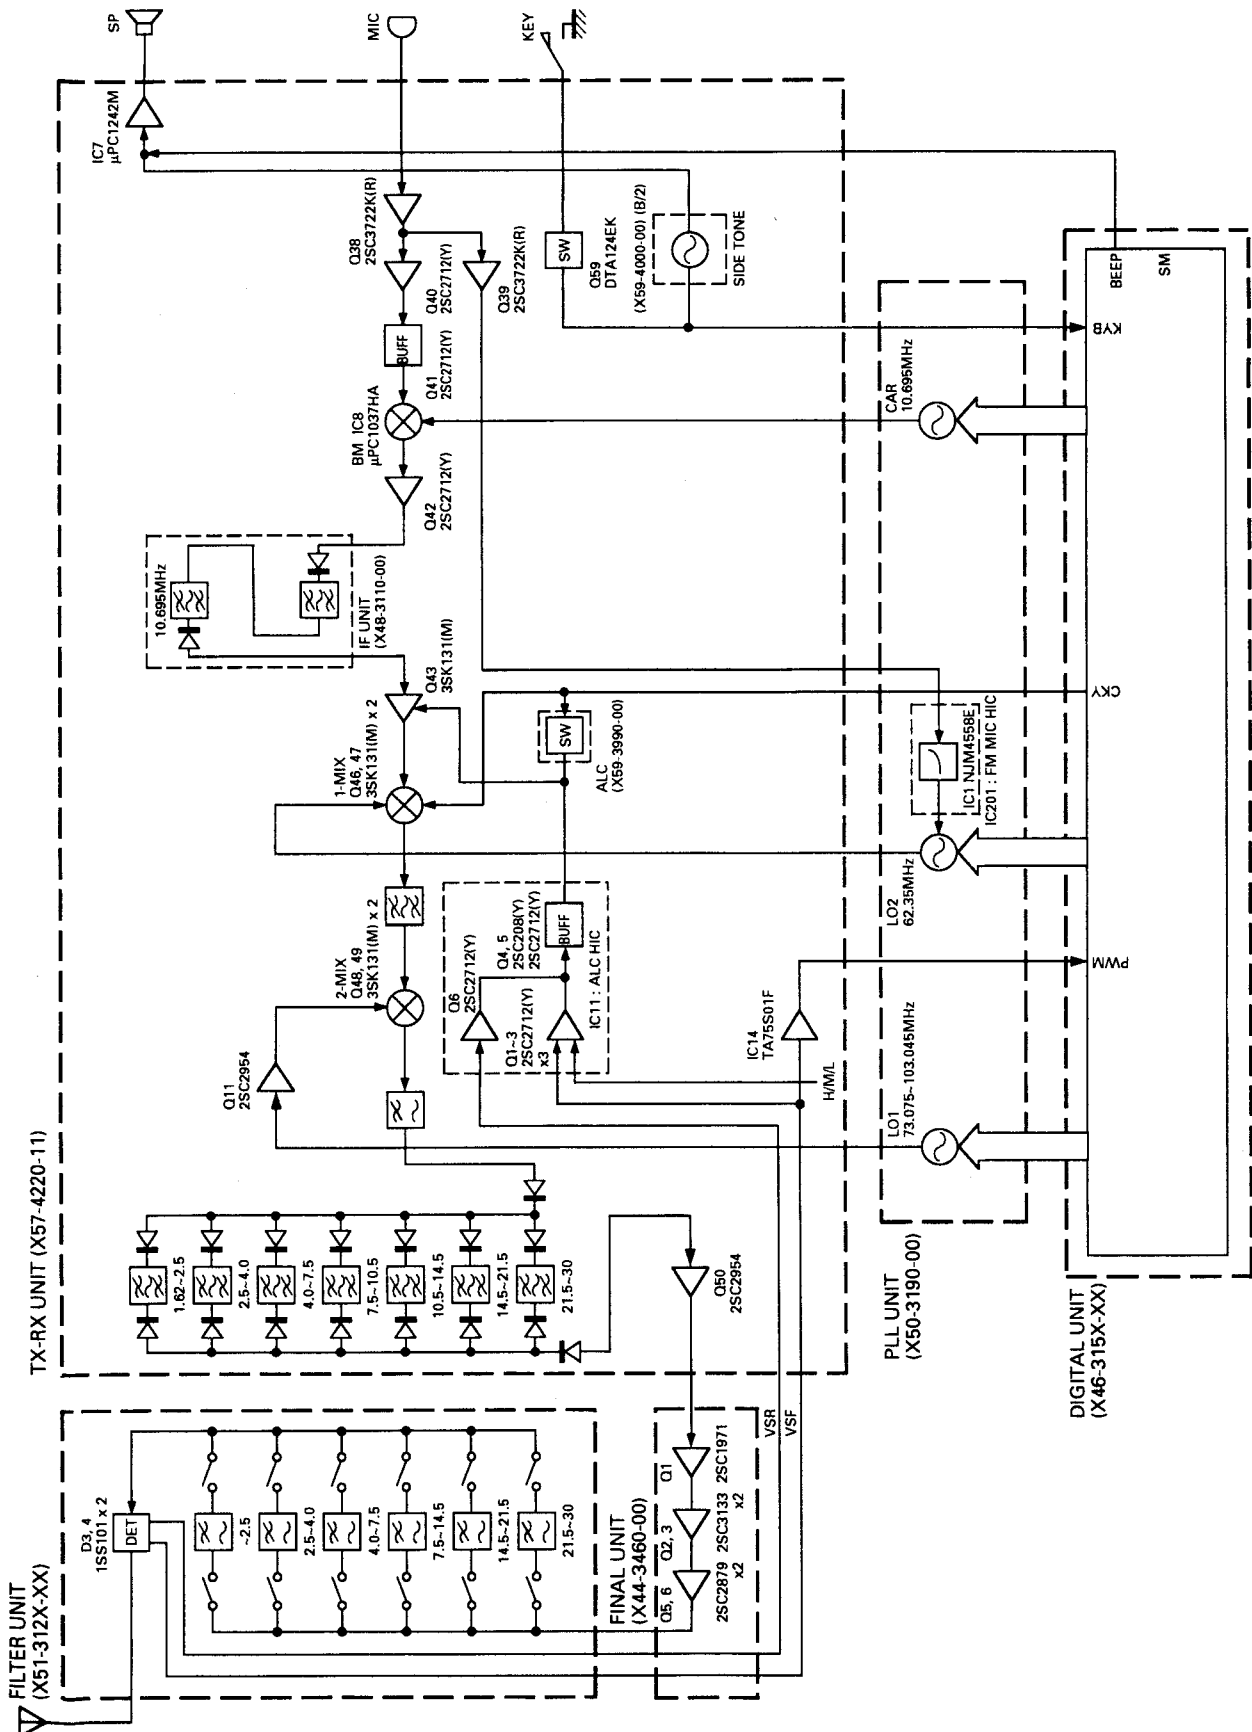 FILTER UNIT
(X51-312X-XX)
D3, 4
1SS101 x 2
DET
~2.5
2.5~4.0
4.0~7.5
7.5~14.5
14.5~21.5
21.5~30
FINAL UNIT
(X44-3460-00)
Q5, 6
2SC2879
x2
Q2, 3
2SC3133
x2
Q1
2SC1971
VSR
VSF
TX-RX UNIT (X57-4220-11)
1.62~2.5
2.5~4.0
4.0~7.5
7.5~10.5
10.5~14.5
14.5~21.5
21.5~30
Q50
2SC2954
Q11
2SC2954
2-MIX
Q48, 49
3SK131(M) x 2
1-MIX
Q46, 47
3SK131(M) x 2
Q43
3SK131(M)
10.695MHz
IF UNIT
(X48-3110-00)
Q42
2SC2712(Y)
BM IC8
µPC1037HA
BUFF
Q41
2SC2712(Y)
Q40
2SC2712(Y)
Q38
2SC3722K(R)
Q39
2SC3722K(R)
IC7
µPC1242M
SP
MIC
KEY
SW
Q59
DTA124EK
(X59-4000-00) (B/2)
SIDE TONE
Q6
2SC2712(Y)
Q1~3
2SC2712(Y)
x3
Q4, 5
2SC208(Y)
2SC2712(Y)
BUFF
IC11 : ALC HIC
SW
ALC
(X59-3990-00)
IC14
TA75S01F
H/M/L
PLL UNIT
(X50-3190-00)
LO1
73.075~103.045MHz
LO2
62.35MHz
IC1 NJM4558E
IC201 : FM MIC HIC
CAR
10.695MHz
DIGITAL UNIT
(X46-315X-XX)
PWM
CKY
KYB
BEEP
SM